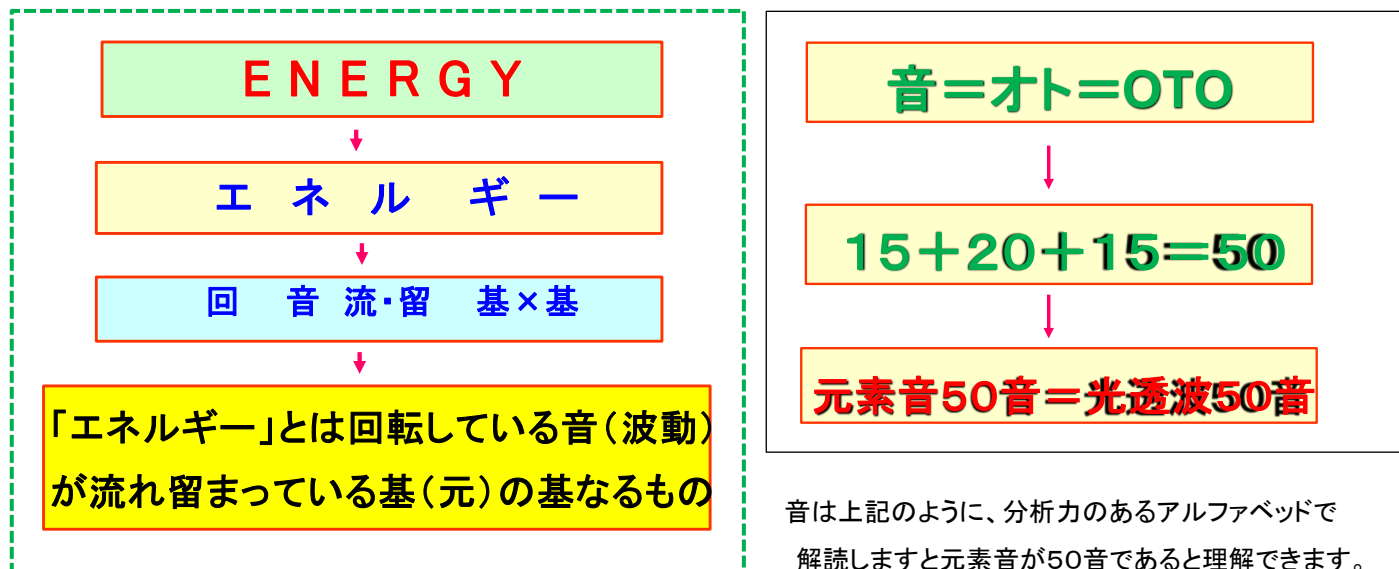 ENERGY
エネルギー
回 音 流・留 基×基
「エネルギー」とは回転している音(波動)
が流れ留まっている基(元)の基なるもの
音=オト=OTO
15+20+15=50
元素音50音=光透波50音
音は上記のように、分析力のあるアルファベッドで
解読しますと元素音が50音であると理解できます。